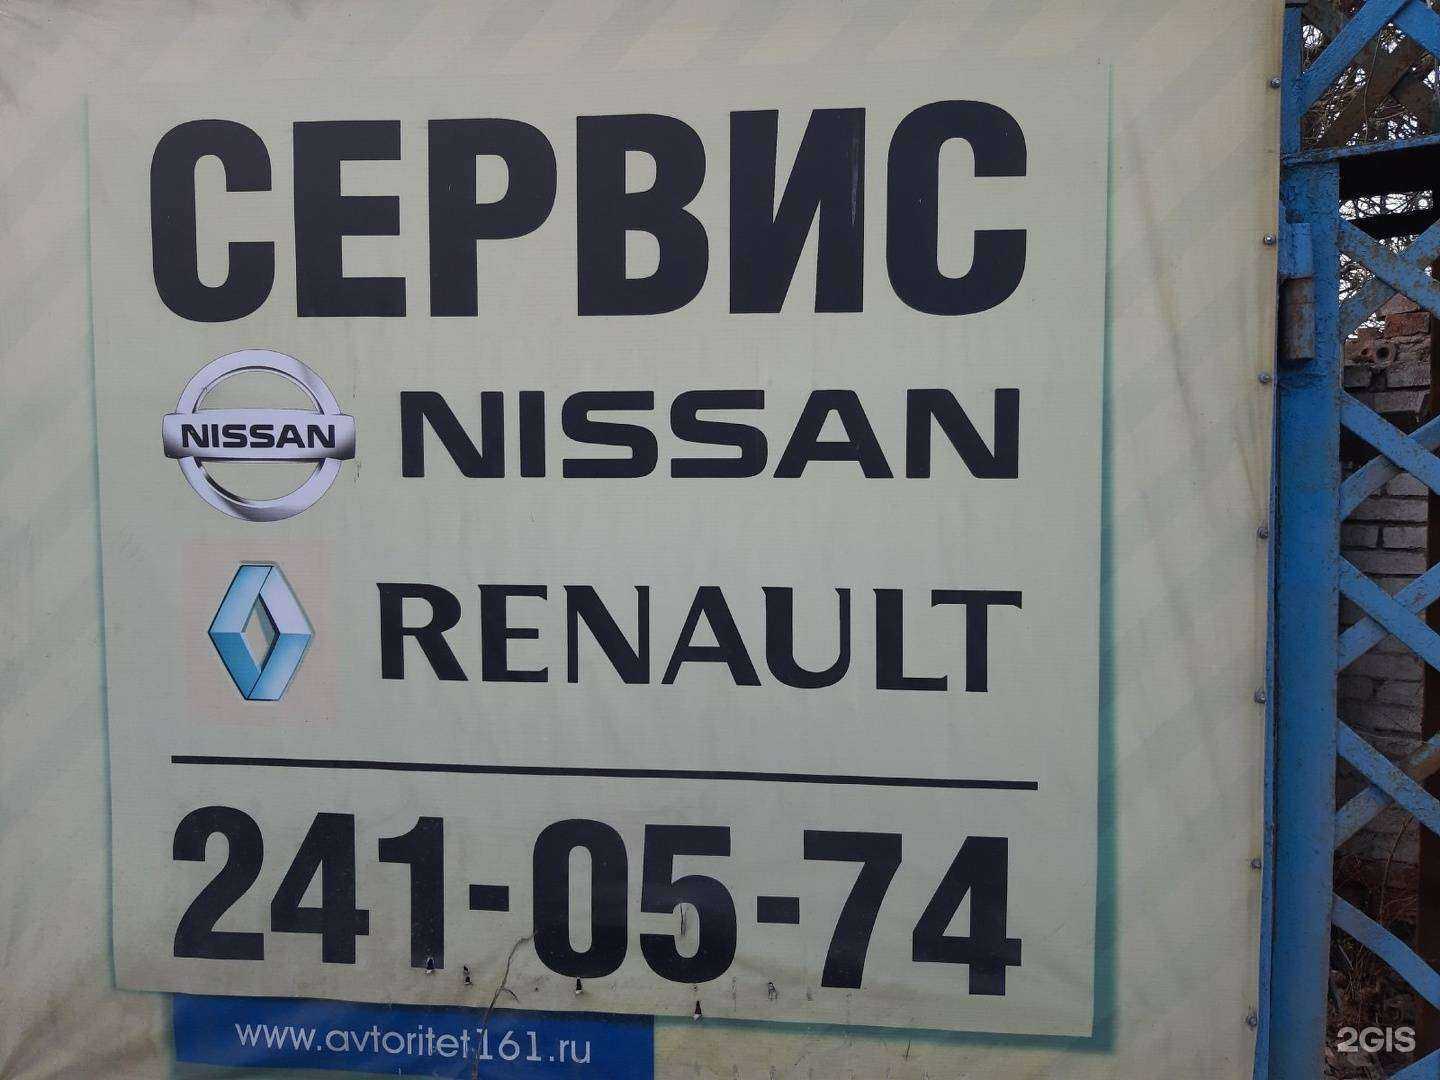 СЕРВИС
NISSAN NISSAN
RENAULT
241-05-74
www.avtoritet161.ru
2GIS